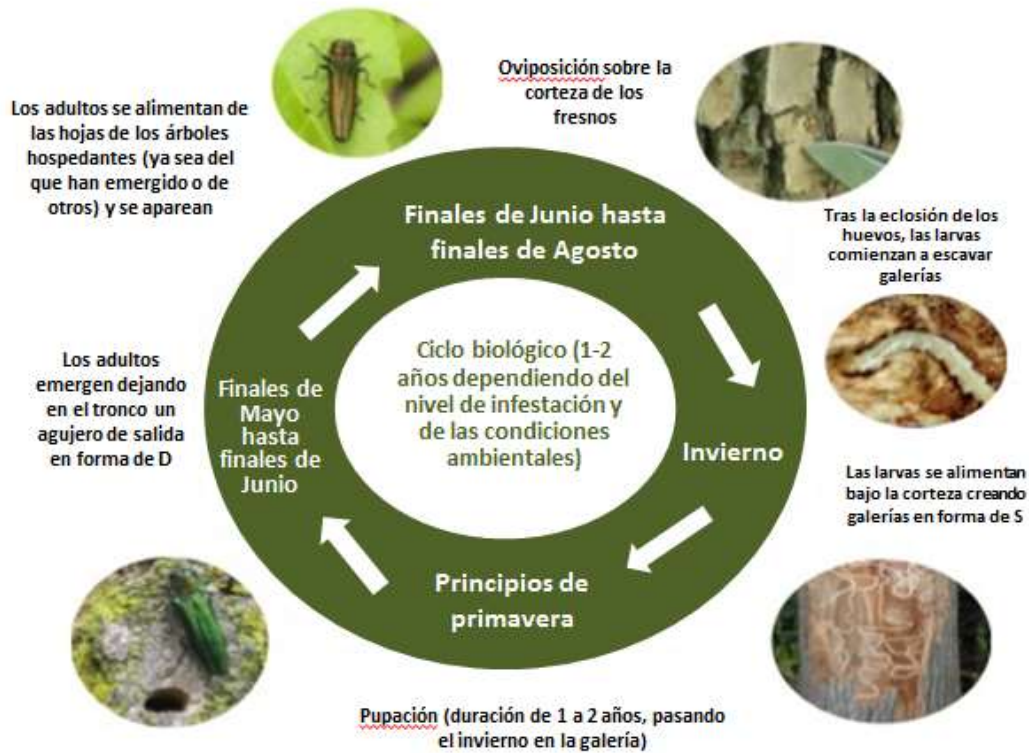 Los adultos se alimentan de
las hojas de los árboles
hospedantes (ya sea del
que han emergido o de
otros) y se aparean
Oviposición sobre la
corteza de los
fresnos
Finales de Junio hasta
finales de Agosto
Tras la eclosión de los
huevos, las larvas
comienzan a escavar
galerías
Los adultos
emergen dejando
en el tronco un
agujero de salida
en forma de D
Finales de
Mayo
hasta
finales de
Junio
Ciclo biológico (1-2
años dependiendo del
nivel de infestación y
de las condiciones
ambientales)
Invierno
Las larvas se alimentan
bajo la corteza creando
galerías en forma de S
Principios de
primavera
Pupación (duración de 1 a 2 años, pasando
el invierno en la galería)